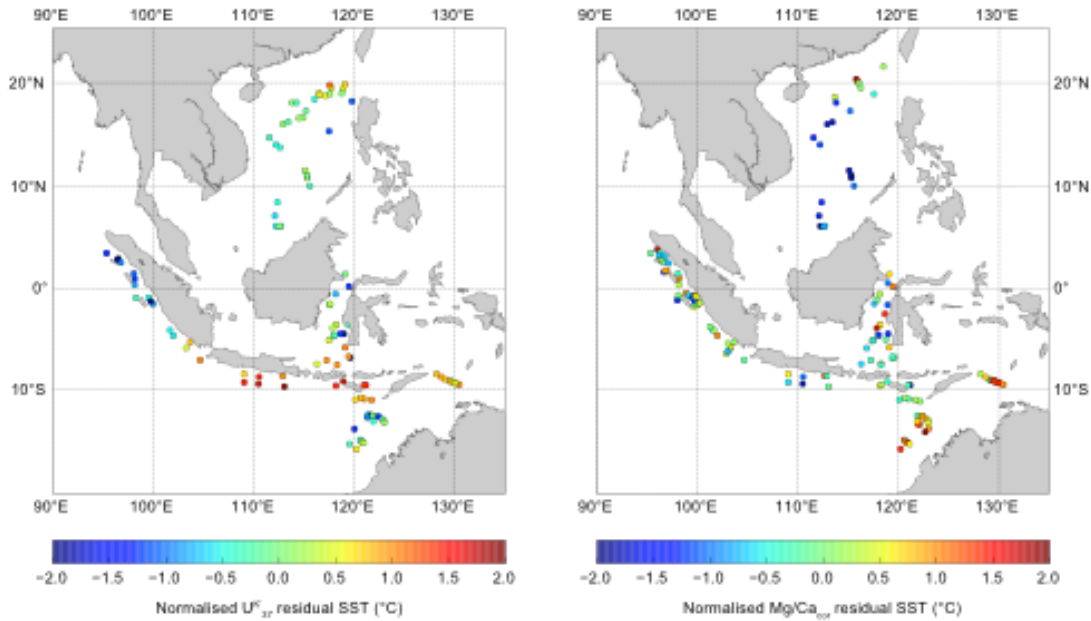 90°E 100°E 110°E 120°E 130°E 90°E 100°E 110°E 120°E 130°E
20°N 20°N
10°N 10°N
0° 0°
10°S 10°S
90°E 100°E 110°E 120°E 130°E 90°E 100°E 110°E 120°E 130°E
−2.0 −1.5 −1.0 −0.5 0.0 0.5 1.0 1.5 2.0 −2.0 −1.5 −1.0 −0.5 0.0 0.5 1.0 1.5 2.0
Normalised U^K'_37 residual SST (°C) Normalised Mg/Ca_cor residual SST (°C)